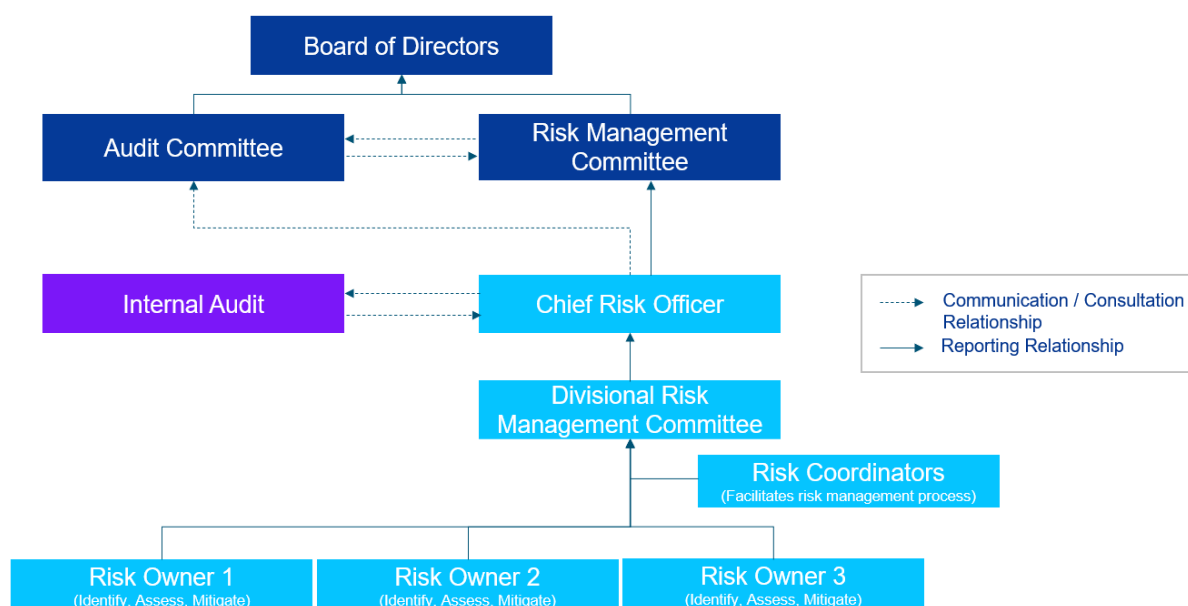 Board of Directors
Audit Committee
Risk Management
Committee
Internal Audit
Chief Risk Officer
Communication / Consultation
Relationship
Reporting Relationship
Divisional Risk
Management Committee
Risk Coordinators
(Facilitates risk management process)
Risk Owner 1
(Identify, Assess, Mitigate)
Risk Owner 2
(Identify, Assess, Mitigate)
Risk Owner 3
(Identify, Assess, Mitigate)